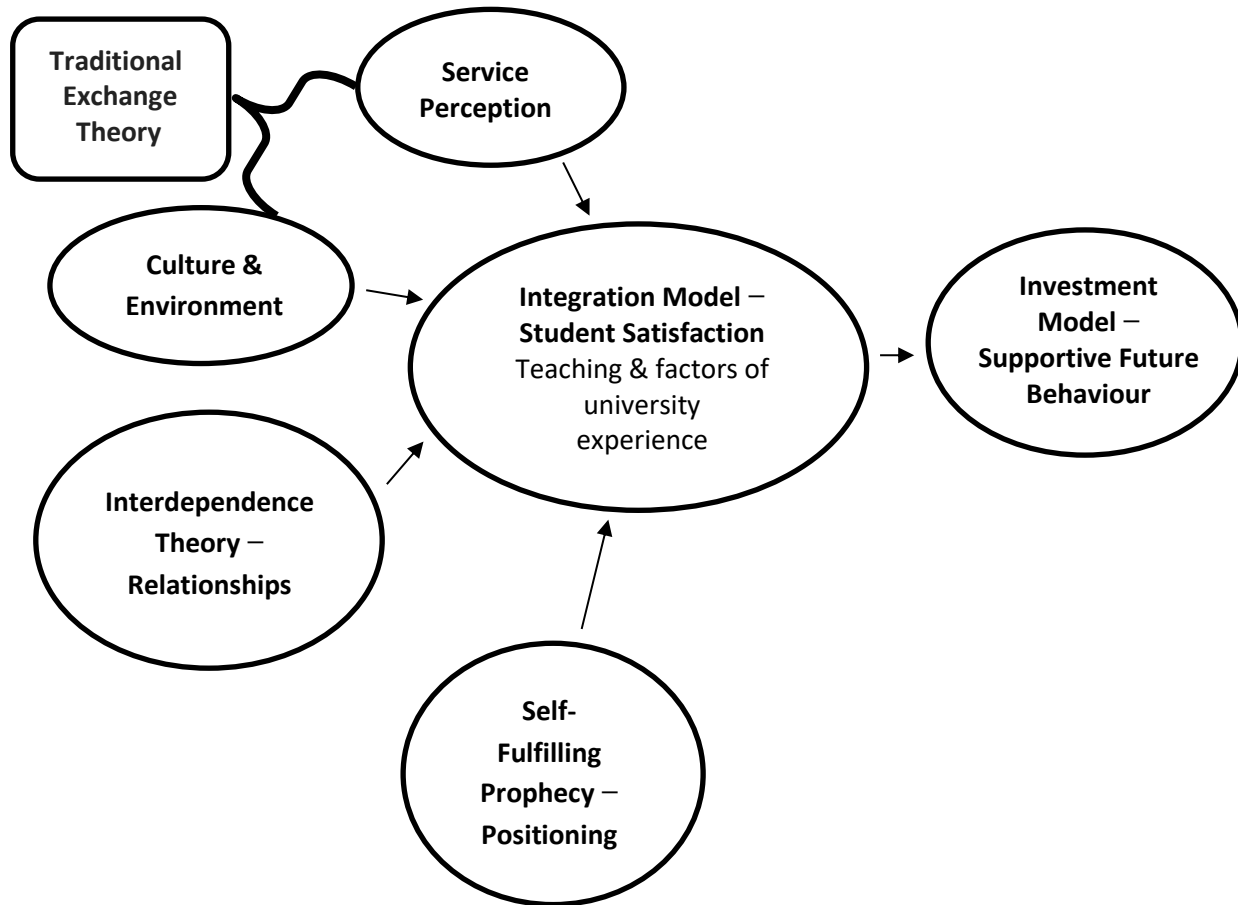 Traditional
Exchange
Theory
Service
Perception
Culture &
Environment
Integration Model –
Student Satisfaction
Teaching & factors of
university
experience
Investment
Model –
Supportive Future
Behaviour
Interdependence
Theory –
Relationships
Self-
Fulfilling
Prophecy –
Positioning